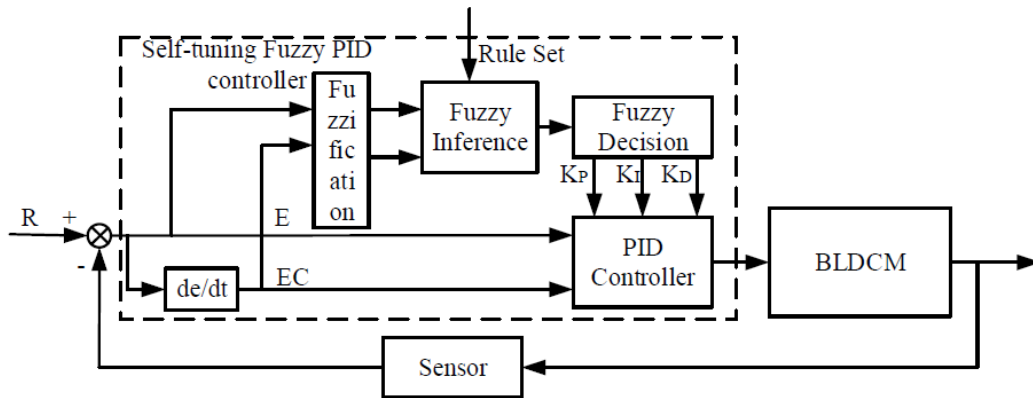 Self-tuning Fuzzy PID
controller
Rule Set
Fu
zzi
fic
ati
on
Fuzzy
Inference
Fuzzy
Decision
KP
KI
KD
R
+
-
E
EC
de/dt
PID
Controller
BLDCM
Sensor